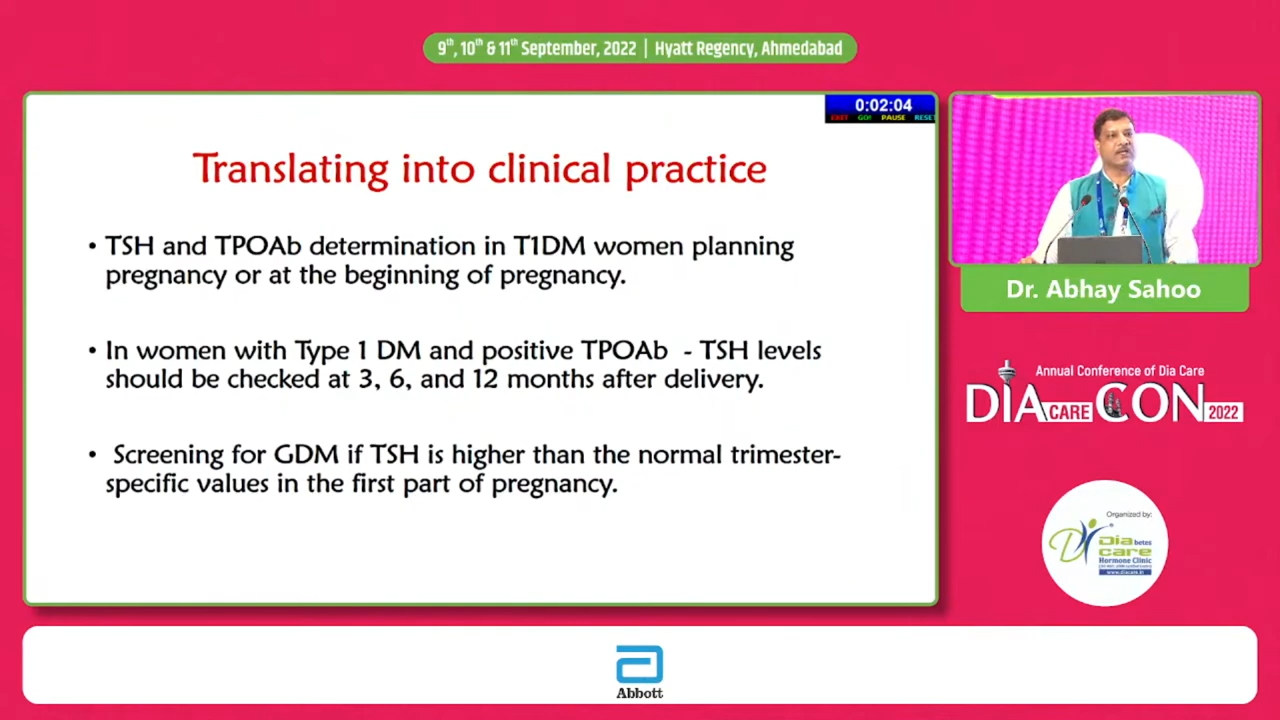 9th, 10th & 11th September, 2022 | Hyatt Regency, Ahmedabad
0:02:04
EXIT GO! PAUSE RESET
Translating into clinical practice
• TSH and TPOAb determination in T1DM women planning
pregnancy or at the beginning of pregnancy.
• In women with Type 1 DM and positive TPOAb - TSH levels
should be checked at 3, 6, and 12 months after delivery.
• Screening for GDM if TSH is higher than the normal trimester-
specific values in the first part of pregnancy.
Dr. Abhay Sahoo
Annual Conference of Dia Care
DIA CARE CON 2022
Organized by:
Diabetes
care
Hormone Clinic
www.diacare.in
a
Abbott